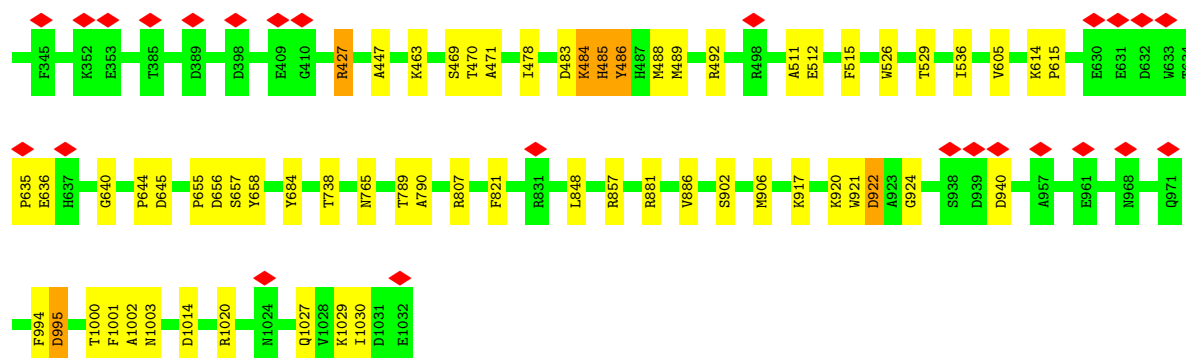 F345 K352 E353 T385 D389 D398 E409 G410 R427 A447 K463 S469 T470 A471 I478 D483 K484 H485 Y486 H487 M488 M489 R492 R498 A511 E512 F515 W526 T529 I536 V605 K614 P615 E630 E631 D632 W633 T634
P635 E636 H637 G640 P644 D645 P655 D656 S657 Y658 Y684 T738 N765 T789 A790 R807 F821 R831 L848 R857 R881 V886 S902 M906 K917 K920 W921 D922 A923 G924 S938 D939 D940 A957 E961 N968 Q971
F994 D995 T1000 F1001 A1002 N1003 D1014 R1020 N1024 Q1027 V1028 K1029 I1030 D1031 E1032